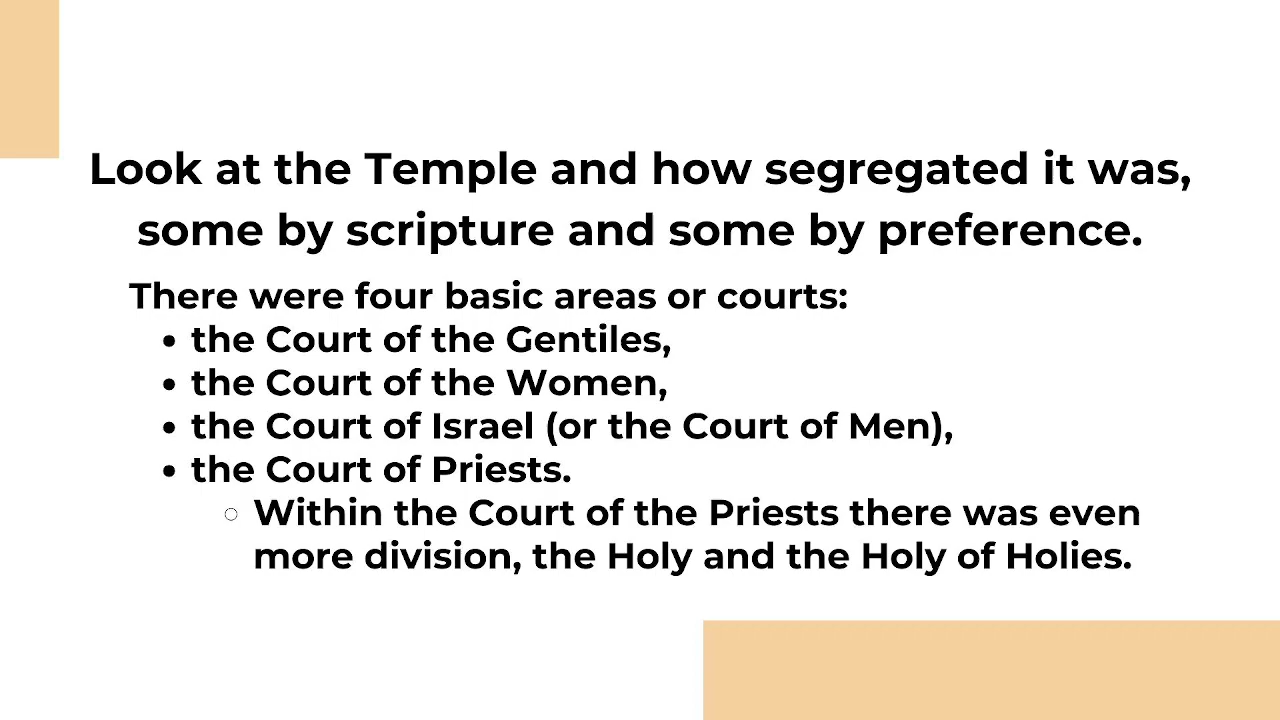 Look at the Temple and how segregated it was,
some by scripture and some by preference.
There were four basic areas or courts:
• the Court of the Gentiles,
• the Court of the Women,
• the Court of Israel (or the Court of Men),
• the Court of Priests.
○ Within the Court of the Priests there was even
more division, the Holy and the Holy of Holies.